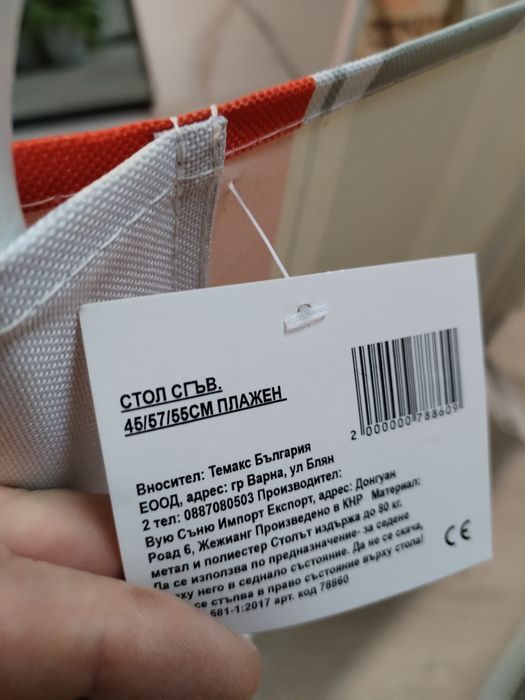 СТОЛ СГЪВ.
45/57/55СМ ПЛАЖЕН
2 000000 788609
Вносител: Темакс България
ЕООД, адрес: гр Варна, ул Блян
2 тел: 0887080503 Производител:
Вую Съню Импорт Експорт, адрес: Донгуан
Роад 6, Жежианг Произведено в КНР Материал:
метал и полиестер Столът издържа до 80 кг.
Да се използва по предназначение- за седене
него в седнало състояние. Да не се скача,
се стъпва в право състояние върху стола!
581-1:2017 арт. код 78860
CE